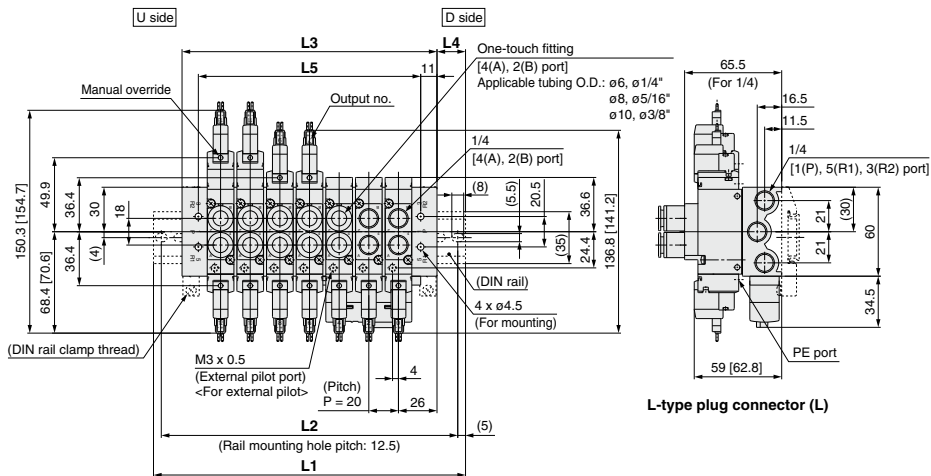 U side
D side
L3
L4
L5
11
Manual override
Output no.
One-touch fitting
[4(A), 2(B) port]
Applicable tubing O.D.: ø6, ø1/4"
ø8, ø5/16"
ø10, ø3/8"
1/4
[4(A), 2(B) port]
150.3 [154.7]
49.9
36.4
30
18
(4)
36.4
68.4 [70.6]
(8)
(5.5)
20.5
36.6
(35)
24.4
136.8 [141.2]
(DIN rail)
4 x ø4.5
(For mounting)
(DIN rail clamp thread)
M3 x 0.5
(External pilot port)
<For external pilot>
(Pitch)
P = 20
4
26
L2
(5)
(Rail mounting hole pitch: 12.5)
L1
65.5
(For 1/4)
16.5
11.5
1/4
[1(P), 5(R1), 3(R2) port]
21
21
(30)
60
34.5
PE port
59 [62.8]
L-type plug connector (L)